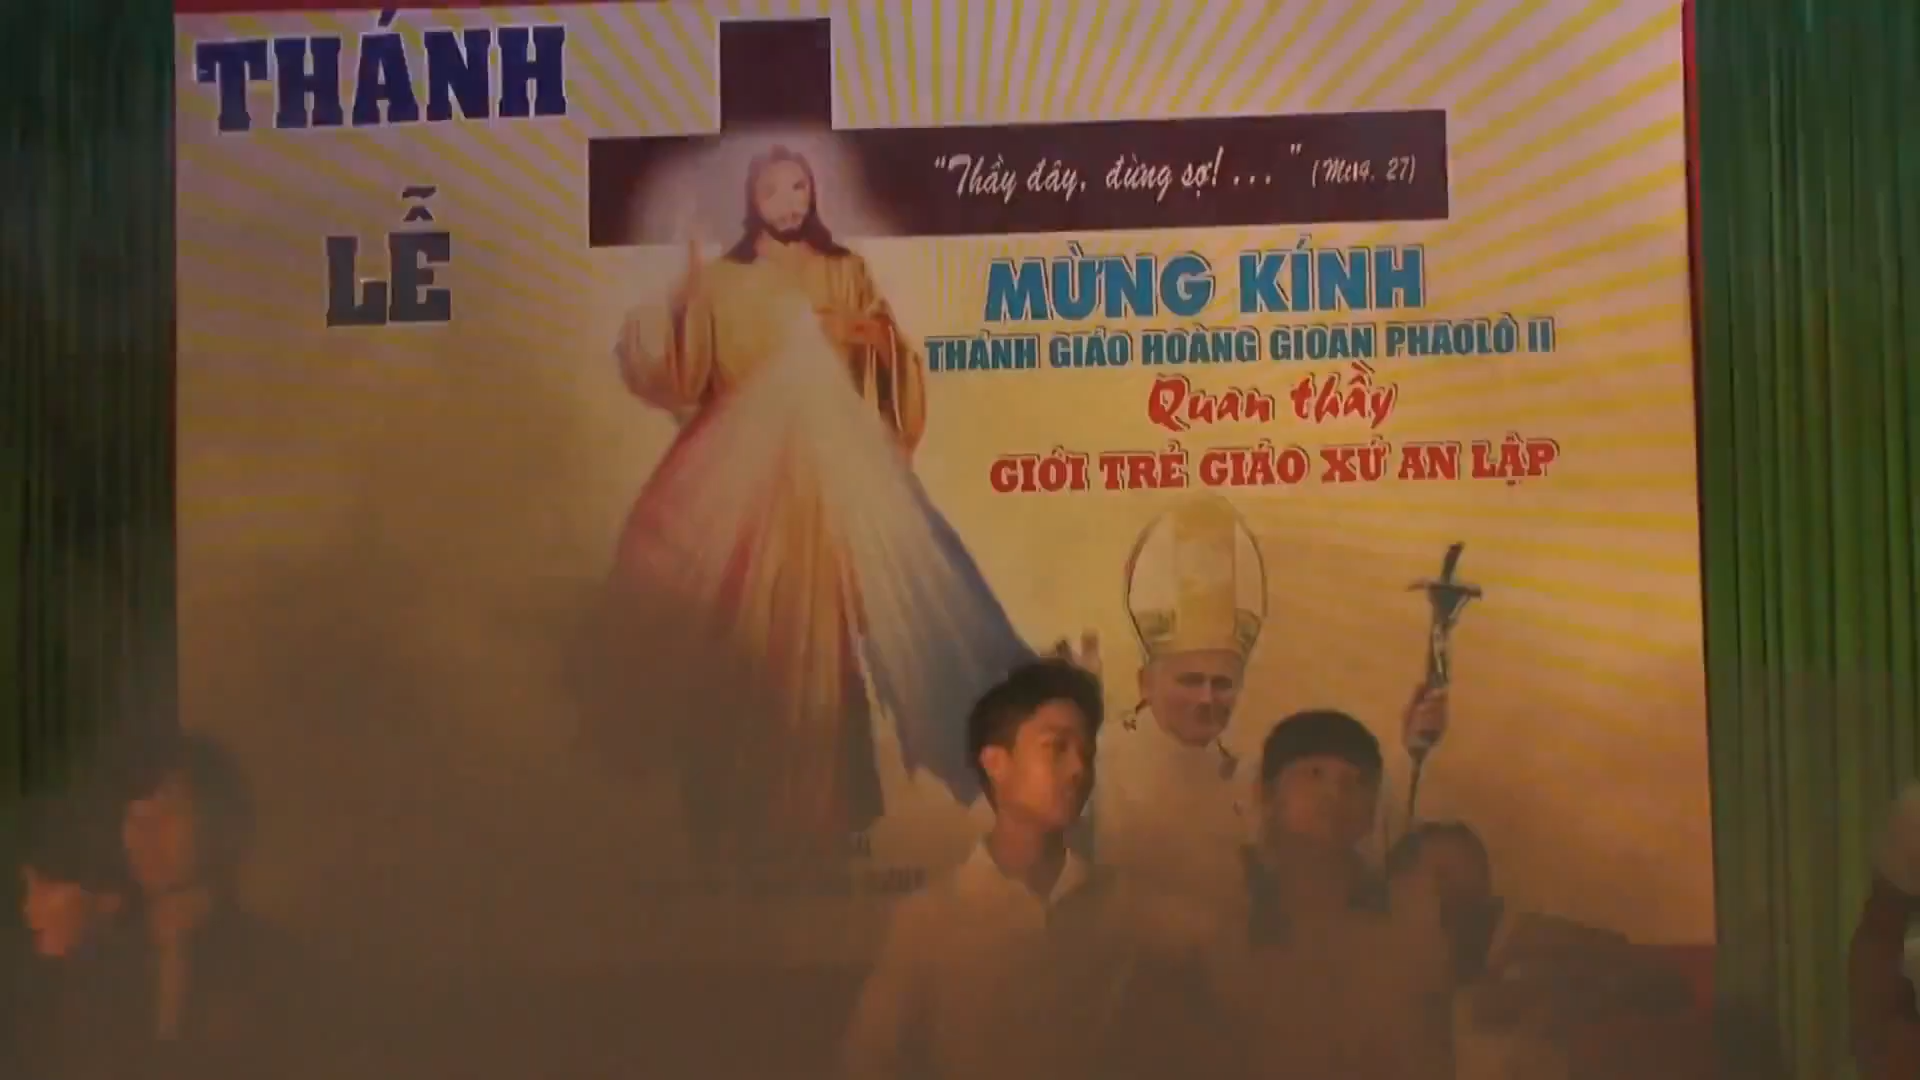 THÁNH
LỄ
"Thầy đây, đừng sợ!..." (Mt14, 27)
MỪNG KÍNH
THÁNH GIÁO HOÀNG GIOAN PHAOLÔ II
Quan thầy
GIỚI TRẺ GIÁO XỨ AN LẬP